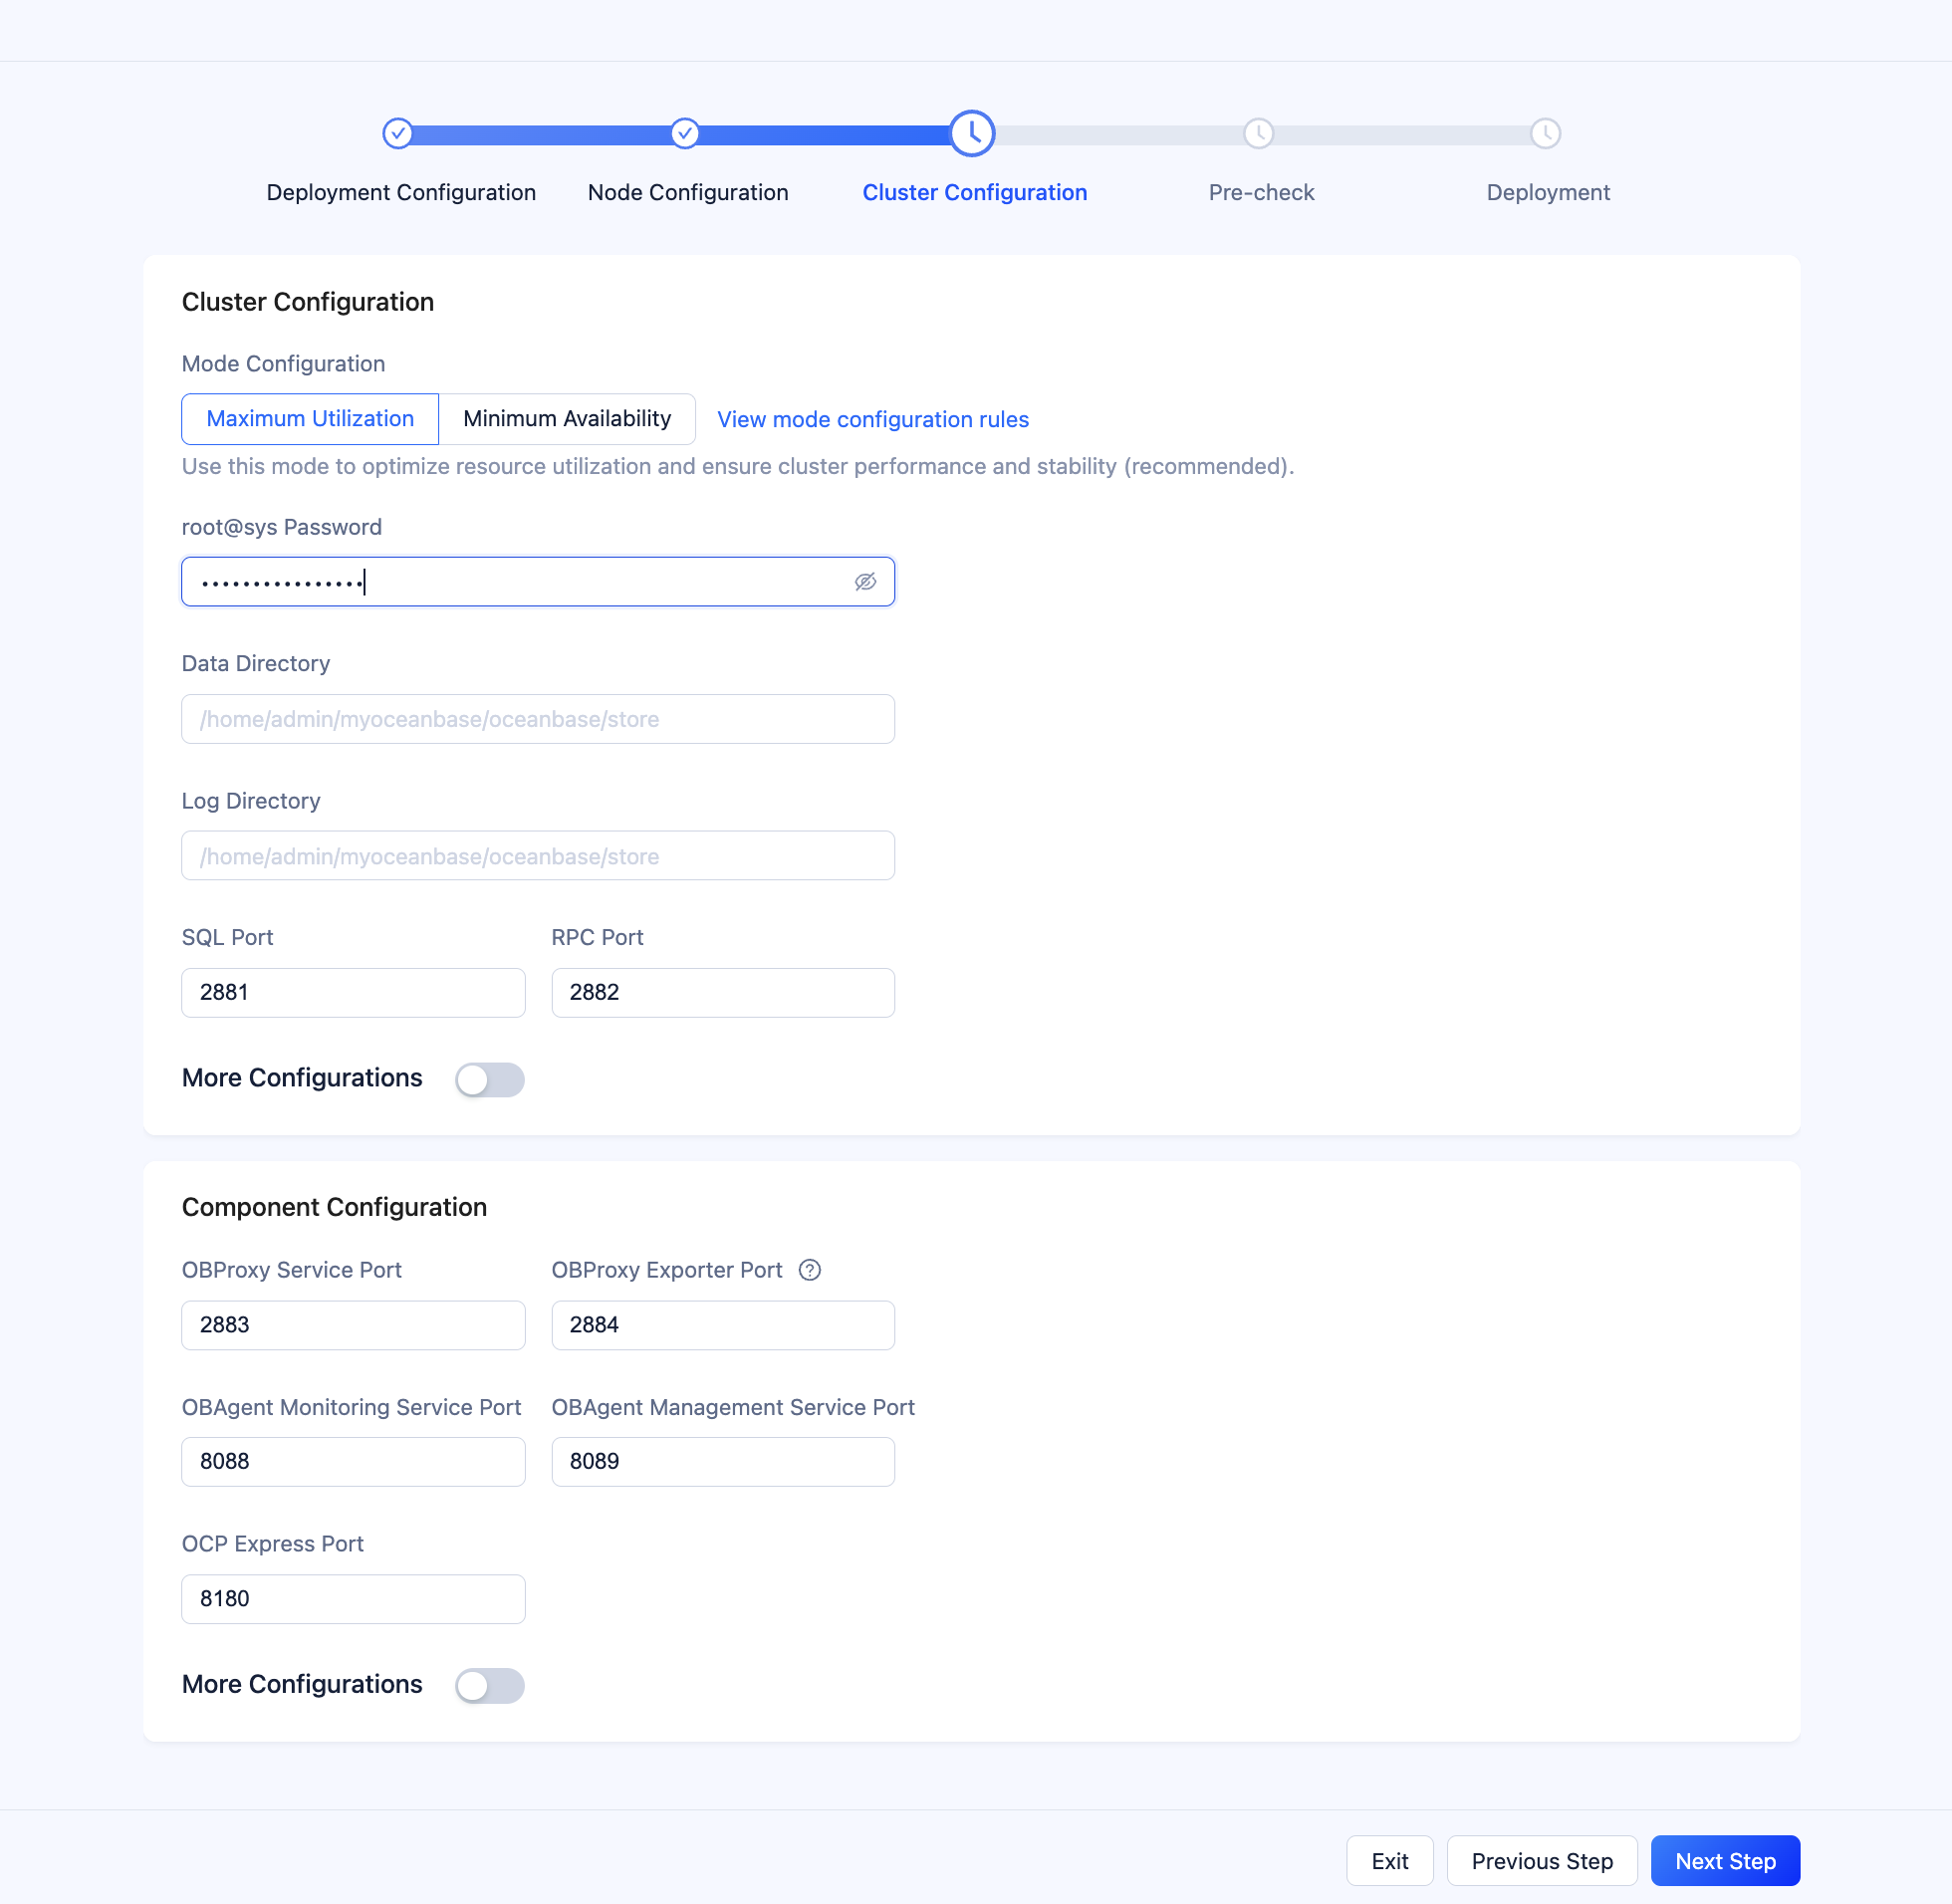 Deployment Configuration Node Configuration Cluster Configuration Pre-check Deployment
Cluster Configuration
Mode Configuration
Maximum Utilization Minimum Availability View mode configuration rules
Use this mode to optimize resource utilization and ensure cluster performance and stability (recommended).
root@sys Password
••••••••••••••••
Data Directory
/home/admin/myoceanbase/oceanbase/store
Log Directory
/home/admin/myoceanbase/oceanbase/store
SQL Port RPC Port
2881 2882
More Configurations
Component Configuration
OBProxy Service Port OBProxy Exporter Port ?
2883 2884
OBAgent Monitoring Service Port OBAgent Management Service Port
8088 8089
OCP Express Port
8180
More Configurations
Exit Previous Step Next Step